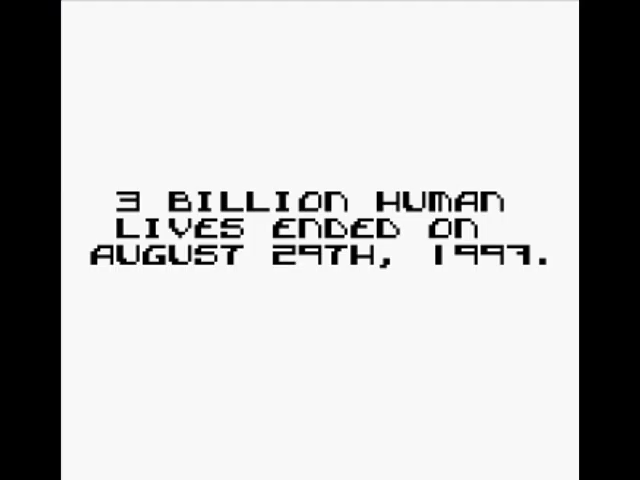 3 BILLION HUMAN
LIVES ENDED ON
AUGUST 29TH, 1997.